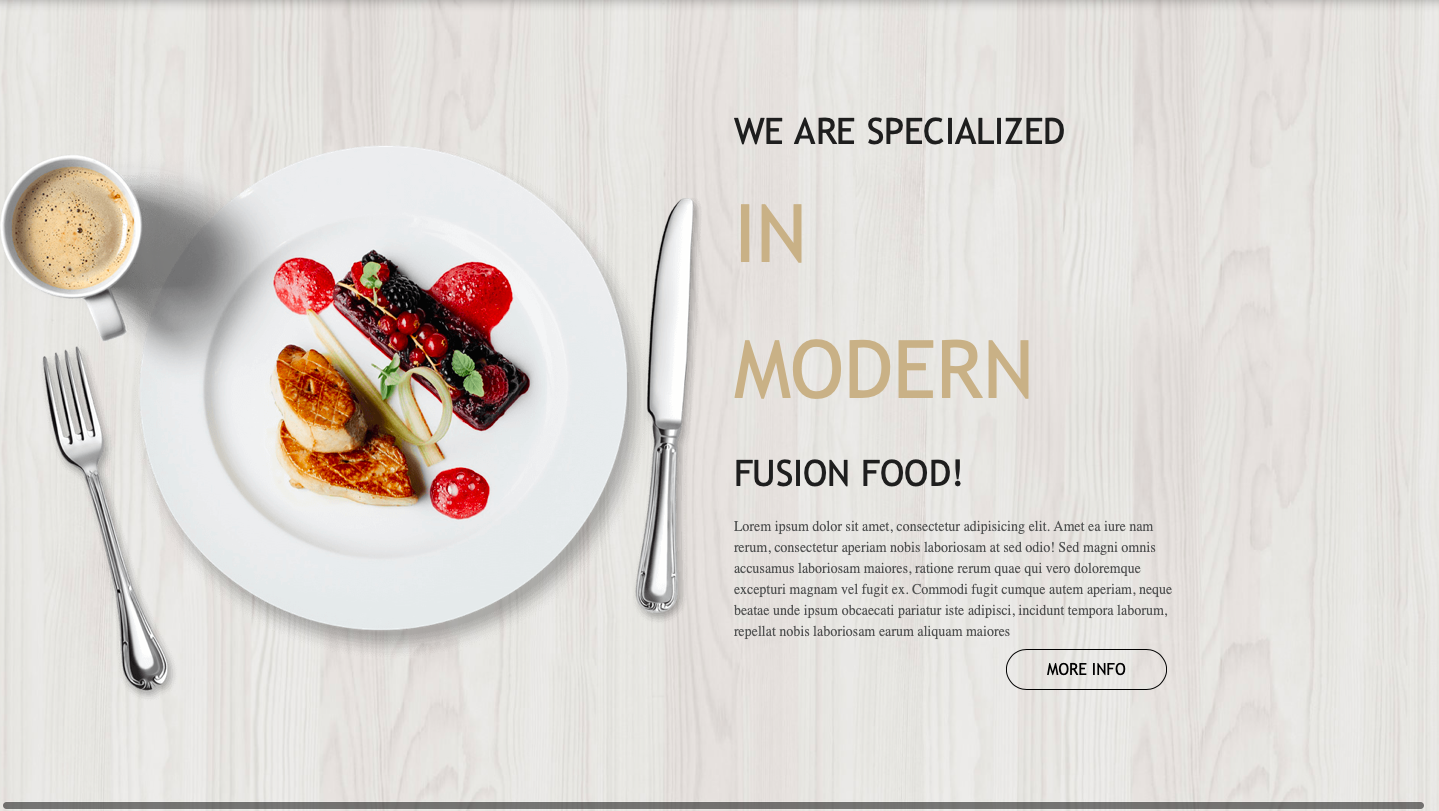 WE ARE SPECIALIZED
IN
MODERN
FUSION FOOD!
Lorem ipsum dolor sit amet, consectetur adipisicing elit. Amet ea iure nam
rerum, consectetur aperiam nobis laboriosam at sed odio! Sed magni omnis
accusamus laboriosam maiores, ratione rerum quae qui vero doloremque
excepturi magnam vel fugit ex. Commodi fugit cumque autem aperiam, neque
beatae unde ipsum obcaecati pariatur iste adipisci, incidunt tempora laborum,
repellat nobis laboriosam earum aliquam maiores
MORE INFO